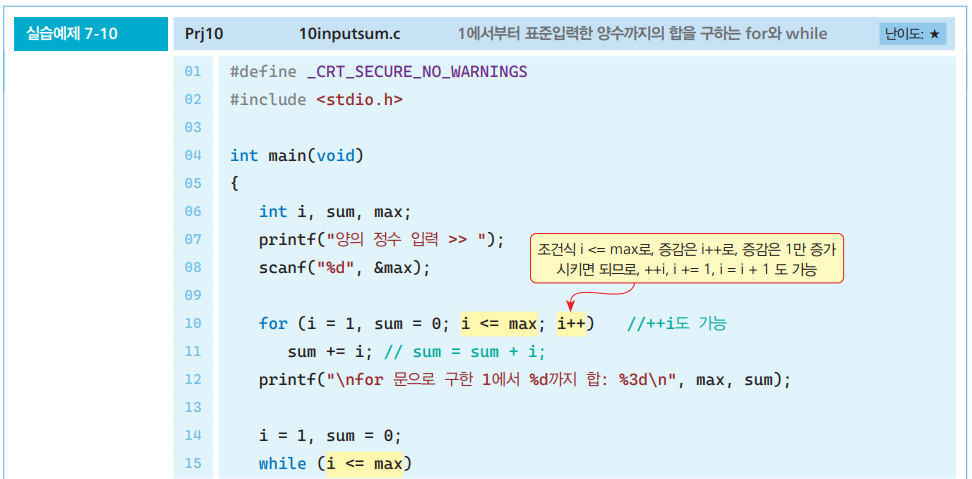 실습예제 7-10 Prj10 10inputsum.c 1에서부터 표준입력한 양수까지의 합을 구하는 for와 while 난이도: ★
01 #define _CRT_SECURE_NO_WARNINGS
02 #include <stdio.h>
03
04 int main(void)
05 {
06 int i, sum, max;
07 printf("양의 정수 입력 >> ");
08 scanf("%d", &max);
조건식 i <= max로, 증감은 i++로, 증감은 1만 증가
시키면 되므로, ++i, i += 1, i = i + 1 도 가능
09
10 for (i = 1, sum = 0; i <= max; i++) //++i도 가능
11 sum += i; // sum = sum + i;
12 printf("\nfor 문으로 구한 1에서 %d까지 합: %3d\n", max, sum);
13
14 i = 1, sum = 0;
15 while (i <= max)